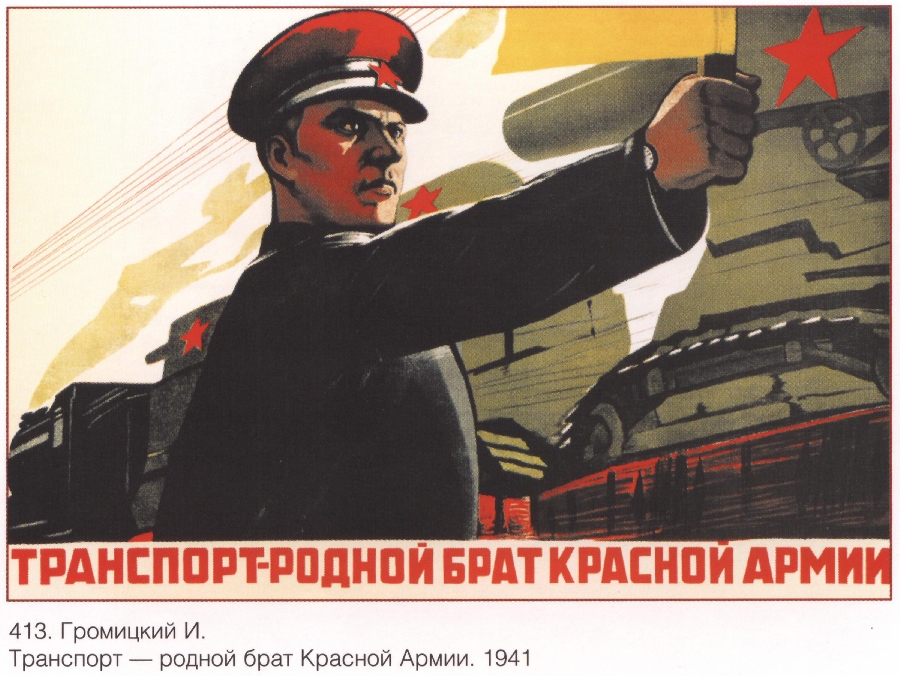 ТРАНСПОРТ-РОДНОЙ БРАТ КРАСНОЙ АРМИИ
413. Громицкий И.
Транспорт — родной брат Красной Армии. 1941